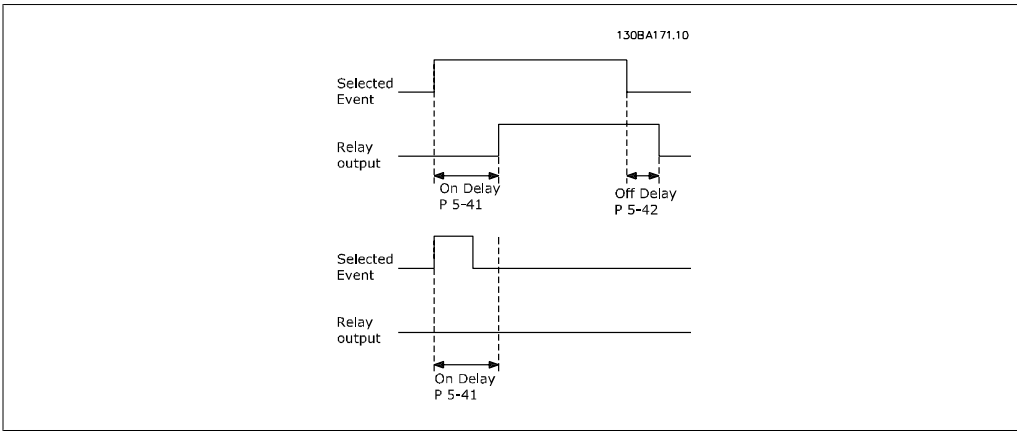 130BA171.10
Selected
Event
Relay
output
On Delay
P 5-41
Off Delay
P 5-42
Selected
Event
Relay
output
On Delay
P 5-41